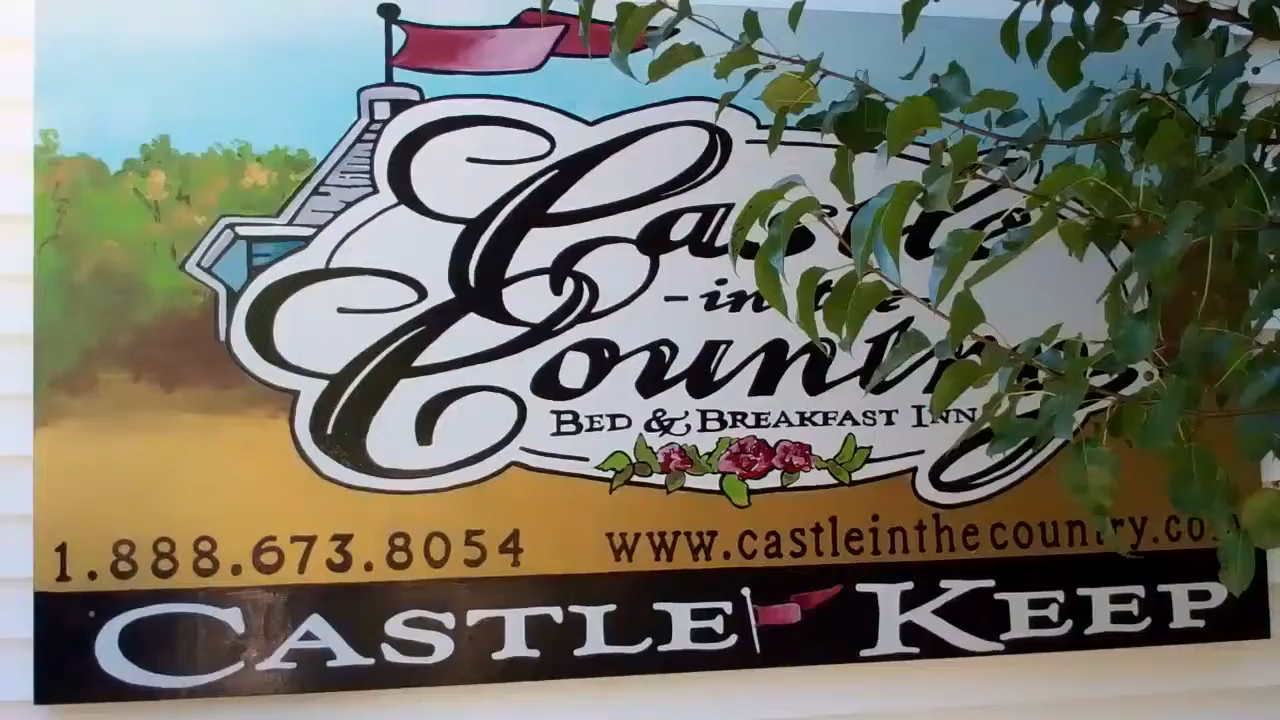 Castle
- in the
Country
BED & BREAKFAST INN
1.888.673.8054 www.castleinthecountry.co
CASTLE KEEP